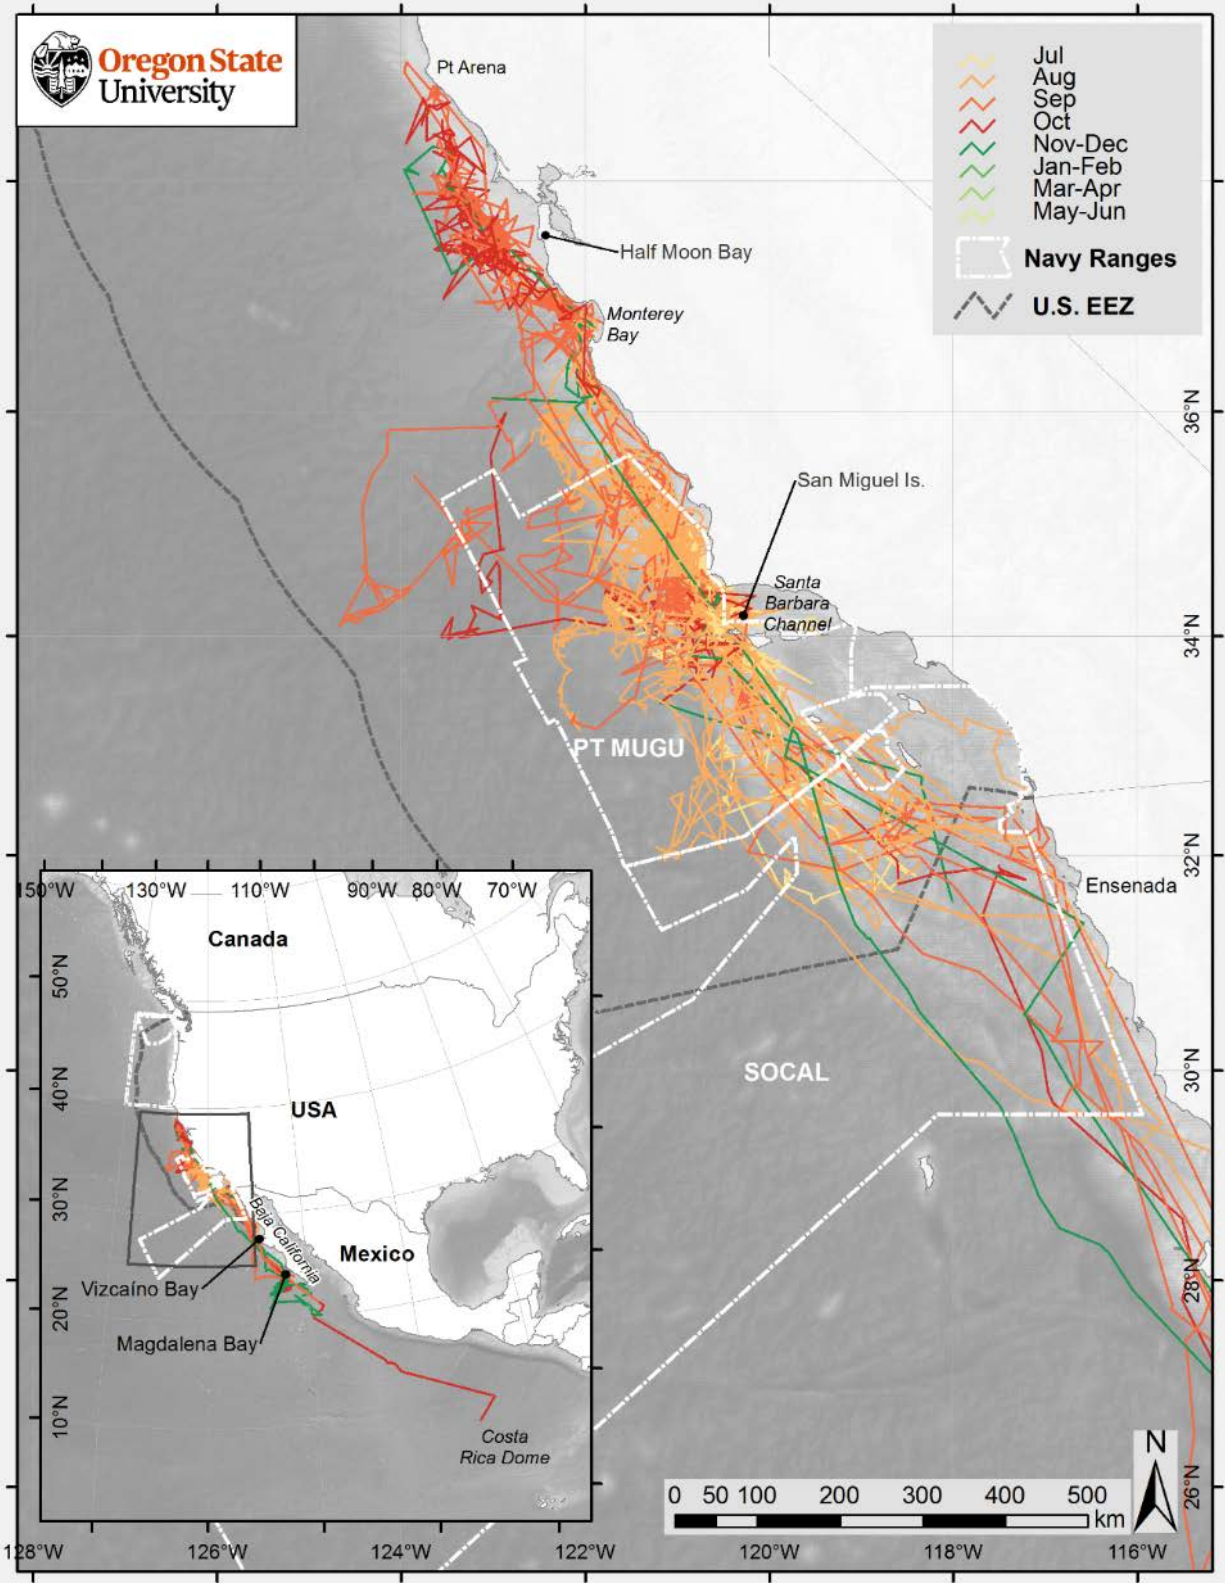 Oregon State
University
Pt Arena
Jul
Aug
Sep
Oct
Nov-Dec
Jan-Feb
Mar-Apr
May-Jun
Navy Ranges
U.S. EEZ
Half Moon Bay
Monterey
Bay
36°N
San Miguel Is.
Santa
Barbara
Channel
34°N
PT MUGU
32°N
Ensenada
SOCAL
30°N
28°N
26°N
150°W
130°W
110°W
90°W
80°W
70°W
Canada
50°N
40°N
USA
30°N
Baja California
Mexico
Vizcaíno Bay
20°N
Magdalena Bay
10°N
Costa
Rica Dome
N
0 50 100 200 300 400 500
km
128°W
126°W
124°W
122°W
120°W
118°W
116°W